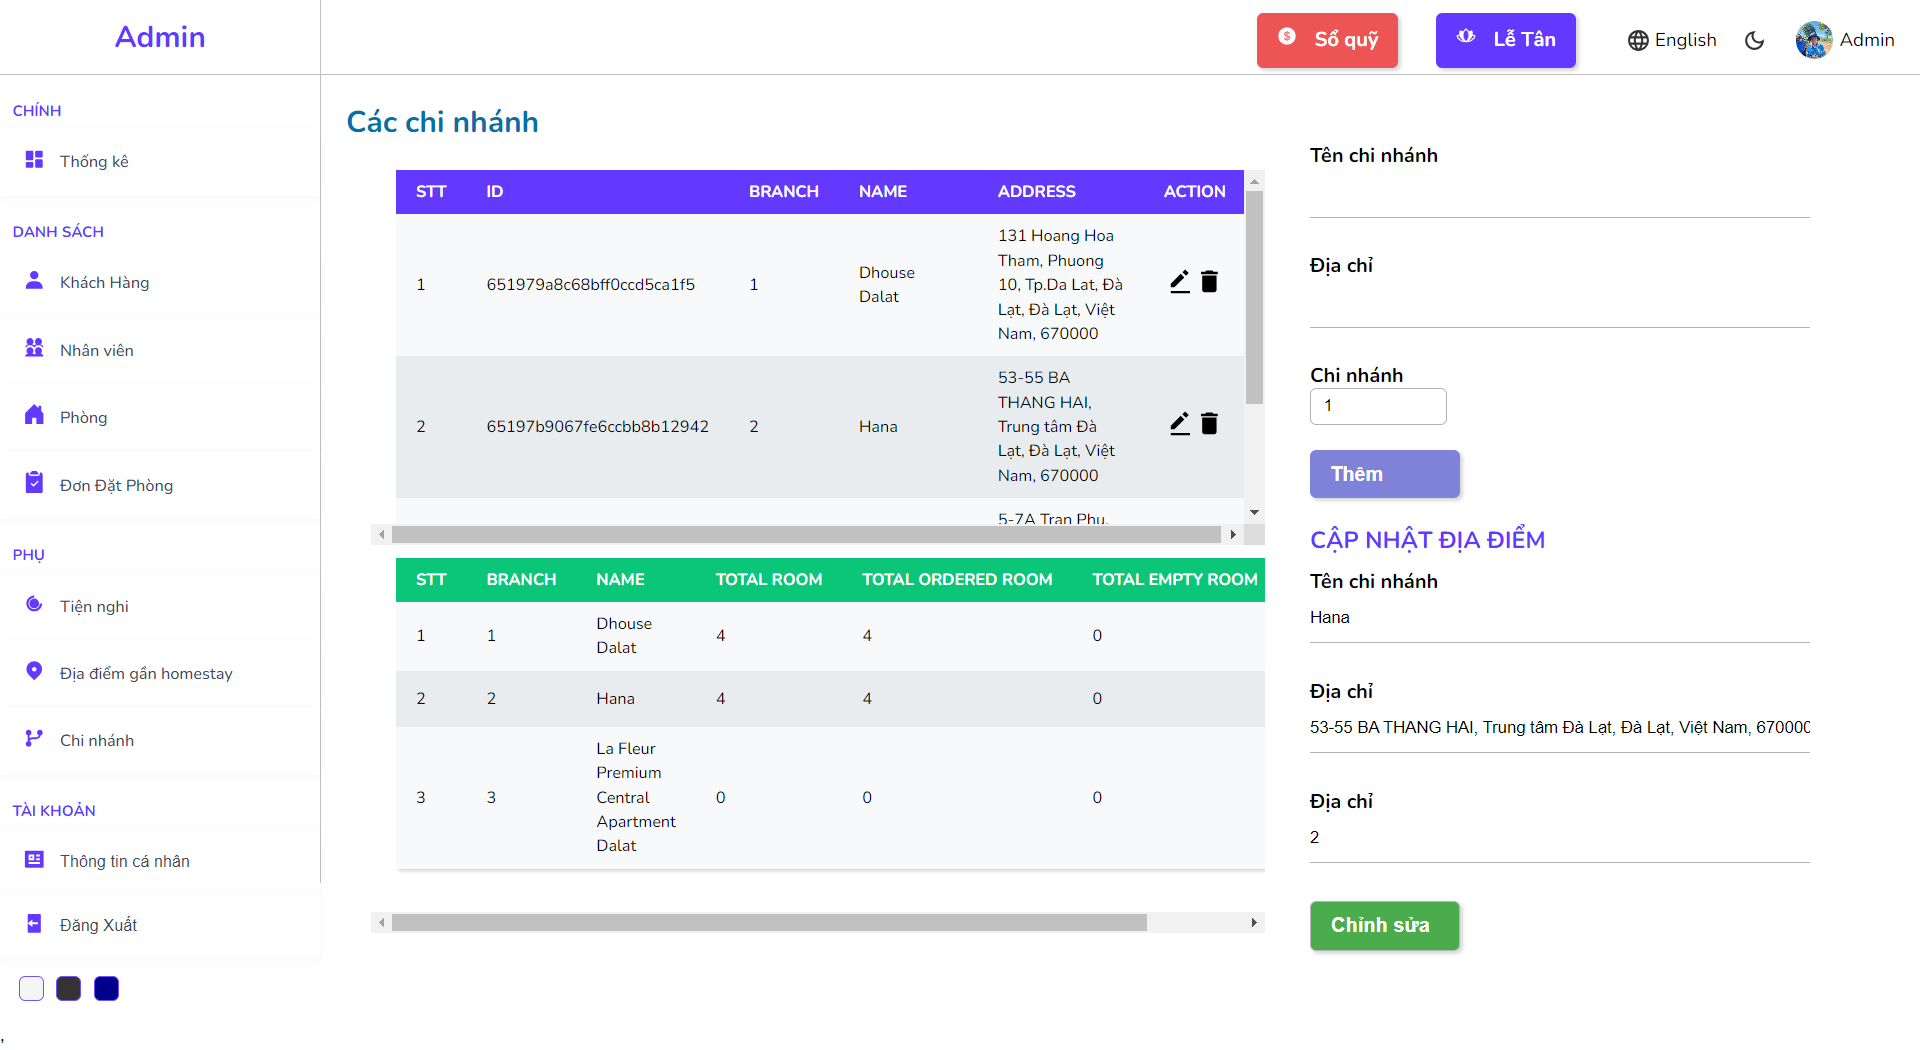 Admin
Sổ quỹ
Lễ Tân
English
Admin
CHÍNH
Thống kê
DANH SÁCH
Khách Hàng
Nhân viên
Phòng
Đơn Đặt Phòng
PHỤ
Tiện nghi
Địa điểm gần homestay
Chi nhánh
TÀI KHOẢN
Thông tin cá nhân
Đăng Xuất
,
Các chi nhánh
STT ID BRANCH NAME ADDRESS ACTION
1 651979a8c68bff0ccd5ca1f5 1 Dhouse Dalat
131 Hoang Hoa
Tham, Phuong
10, Tp.Da Lat, Đà
Lạt, Đà Lạt, Việt
Nam, 670000
2 65197b9067fe6ccbb8b12942 2 Hana
53-55 BA
THANG HAI,
Trung tâm Đà
Lạt, Đà Lạt, Việt
Nam, 670000
5-7A Tran Phu,
STT BRANCH NAME TOTAL ROOM TOTAL ORDERED ROOM TOTAL EMPTY ROOM
1 1 Dhouse Dalat 4 4 0
2 2 Hana 4 4 0
3 3 La Fleur Premium Central Apartment Dalat 0 0 0
Tên chi nhánh
Địa chỉ
Chi nhánh
1
Thêm
CẬP NHẬT ĐỊA ĐIỂM
Tên chi nhánh
Hana
Địa chỉ
53-55 BA THANG HAI, Trung tâm Đà Lạt, Đà Lạt, Việt Nam, 670000
Địa chỉ
2
Chỉnh sửa